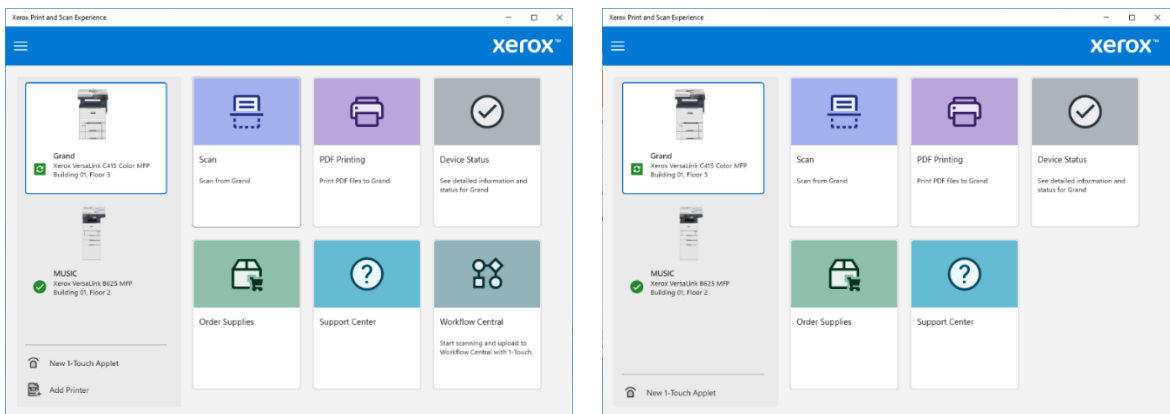 Xerox Print and Scan Experience
xerox™
Grand
Xerox VersaLink C415 Color MFP
Building 01, Floor 3
MUSIC
Xerox VersaLink B625 MFP
Building 01, Floor 2
New 1-Touch Applet
Add Printer
Scan
Scan from Grand
PDF Printing
Print PDF files to Grand
Device Status
See detailed information and
status for Grand
Order Supplies
Support Center
Workflow Central
Start scanning and upload to
Workflow Central with 1-Touch.
Xerox Print and Scan Experience
xerox™
Grand
Xerox VersaLink C415 Color MFP
Building 01, Floor 3
MUSIC
Xerox VersaLink B625 MFP
Building 01, Floor 2
New 1-Touch Applet
Scan
Scan from Grand
PDF Printing
Print PDF files to Grand
Device Status
See detailed information and
status for Grand
Order Supplies
Support Center